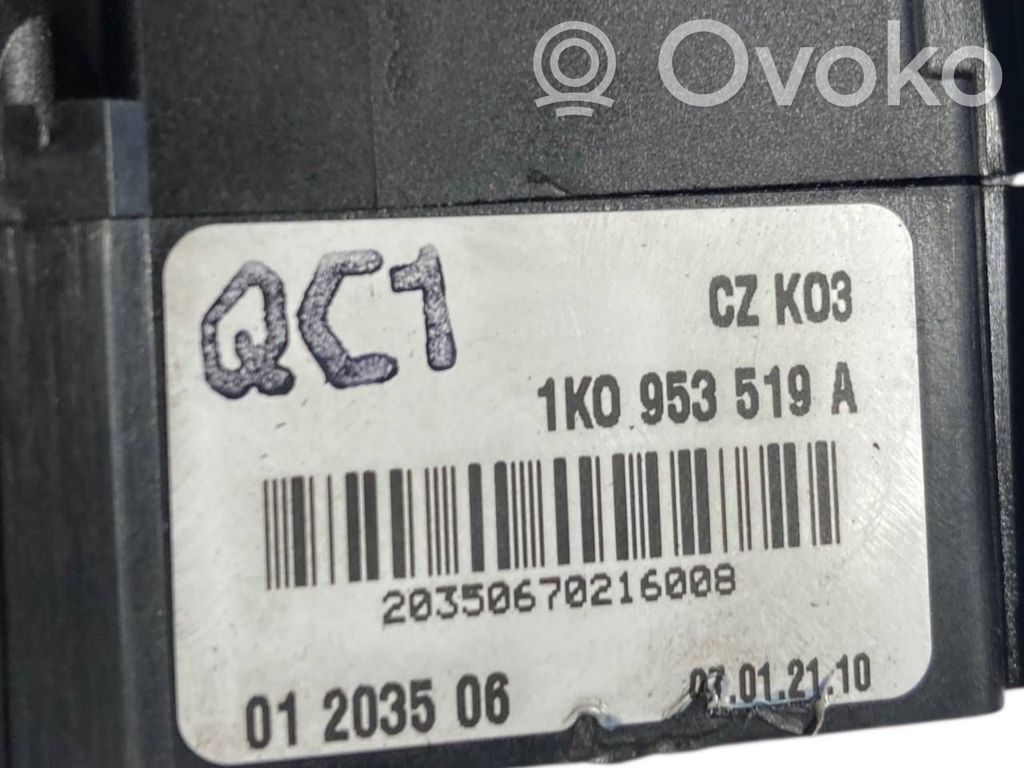 Ovoko
QC1
CZ K03
1K0 953 519 A
20350670216008
01 2035 06
07.01.21.10